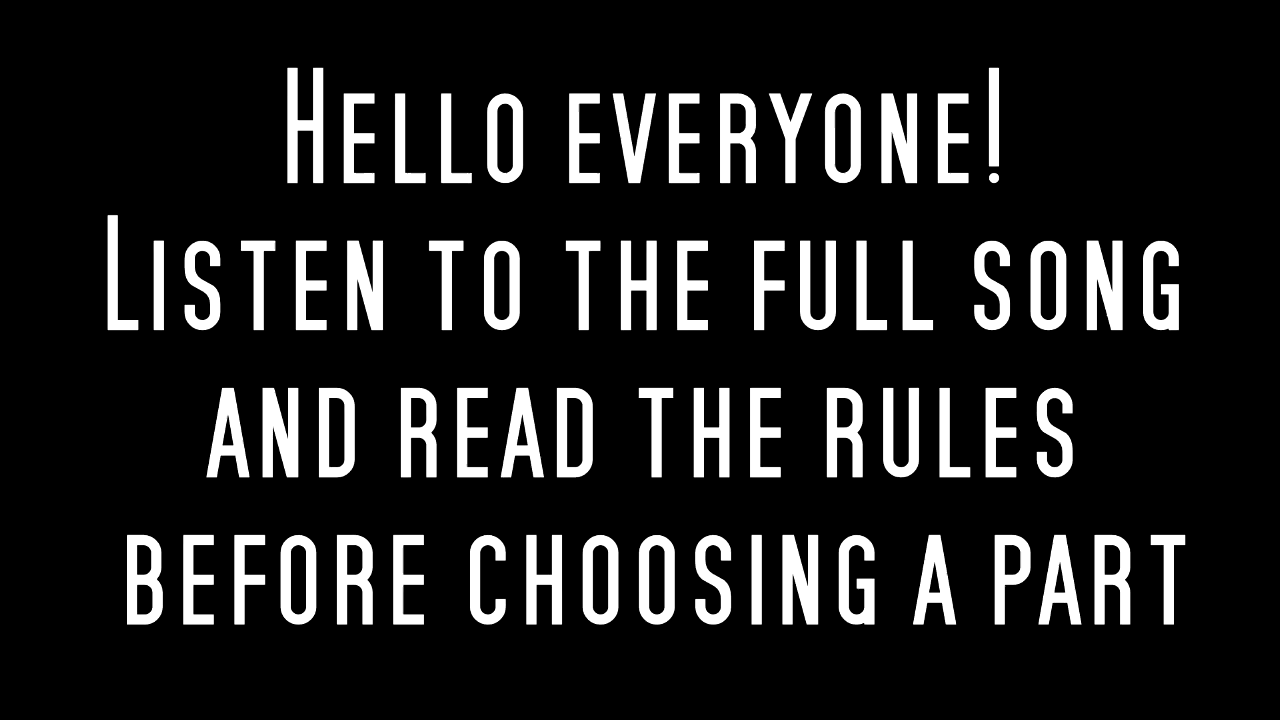 Hello everyone!
Listen to the full song
and read the rules
before choosing a part